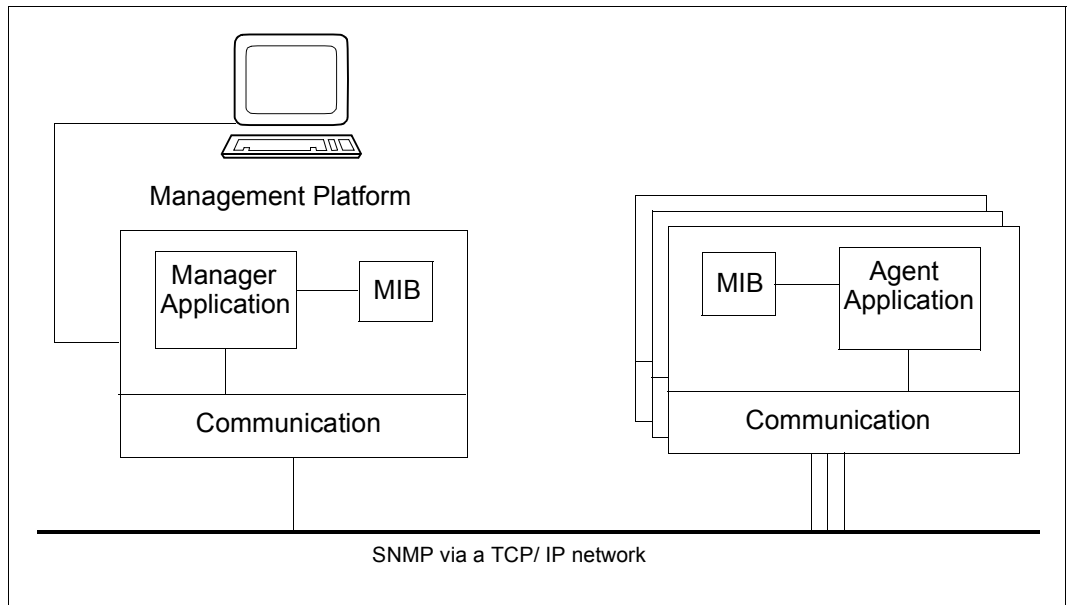 Management Platform
Manager
Application
MIB
Communication
MIB
Agent
Application
Communication
SNMP via a TCP/ IP network